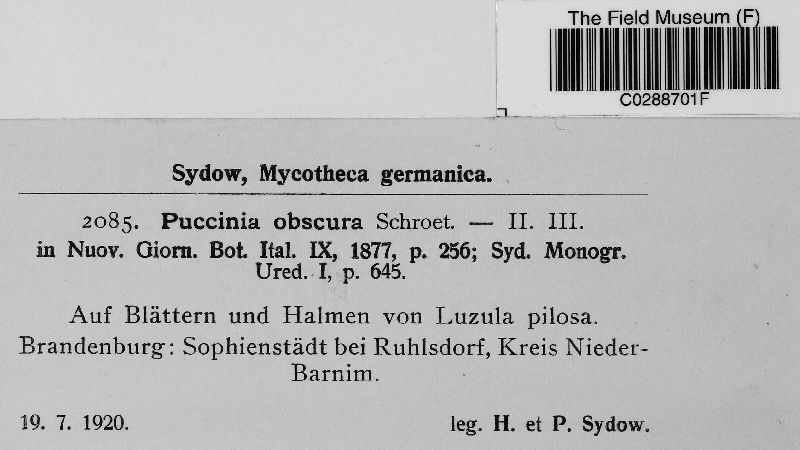 The Field Museum (F)
C0288701F
Sydow, Mycotheca germanica.
2085. Puccinia obscura Schroet. — II. III.
in Nuov. Giorn. Bot. Ital. IX, 1877, p. 256; Syd. Monogr.
Ured. I, p. 645.
Auf Blättern und Halmen von Luzula pilosa.
Brandenburg: Sophienstädt bei Ruhlsdorf, Kreis Nieder-
Barnim.
19. 7. 1920. leg. H. et P. Sydow.